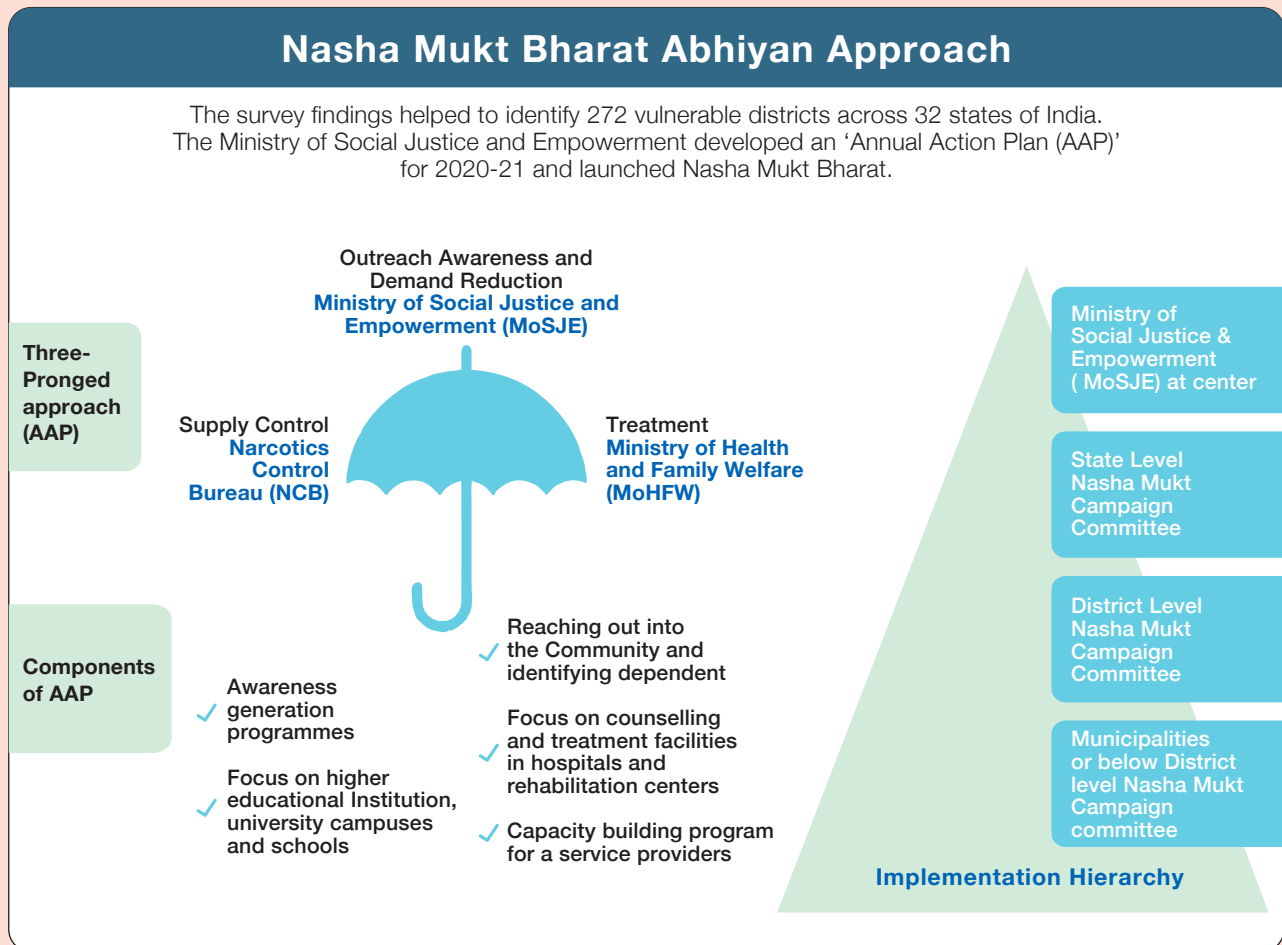 Nasha Mukt Bharat Abhiyan Approach
The survey findings helped to identify 272 vulnerable districts across 32 states of India.
The Ministry of Social Justice and Empowerment developed an ‘Annual Action Plan (AAP)’
for 2020-21 and launched Nasha Mukt Bharat.
Three-
Pronged
approach
(AAP)
Outreach Awareness and
Demand Reduction
Ministry of Social Justice and
Empowerment (MoSJE)
Supply Control
Narcotics
Control
Bureau (NCB)
Treatment
Ministry of Health
and Family Welfare
(MoHFW)
Components
of AAP
Awareness
generation
programmes
Focus on higher
educational Institution,
university campuses
and schools
Reaching out into
the Community and
identifying dependent
Focus on counselling
and treatment facilities
in hospitals and
rehabilitation centers
Capacity building program
for a service providers
Ministry of
Social Justice &
Empowerment
( MoSJE) at center
State Level
Nasha Mukt
Campaign
Committee
District Level
Nasha Mukt
Campaign
Committee
Municipalities
or below District
level Nasha Mukt
Campaign
committee
Implementation Hierarchy